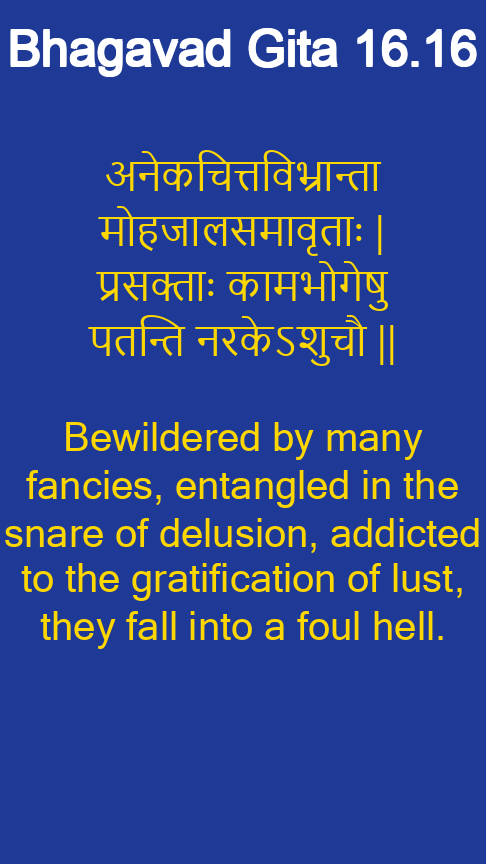 Bhagavad Gita 16.16
अनेकचित्तविभ्रान्ता
मोहजालसमावृताः |
प्रसक्ताः कामभोगेषु
पतन्ति नरकेऽशुचौ ||
Bewildered by many
fancies, entangled in the
snare of delusion, addicted
to the gratification of lust,
they fall into a foul hell.